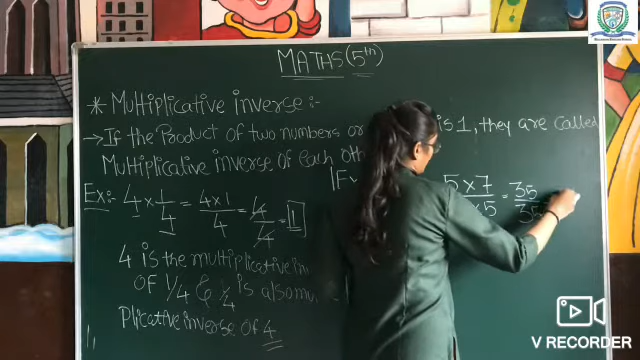 MATHS (5th)
* Multiplicative inverse :-
→ If the Product of two numbers or is 1, they are called
Multiplicative inverse of each oth
Ex:- 4 × 1/4 = 4×1/4 = 4/4 = 1
5 × 7 = 35/35
4 is the multiplicative in
OF 1/4 & 1/4 is also mu
Plicative inverse of 4
V RECORDER